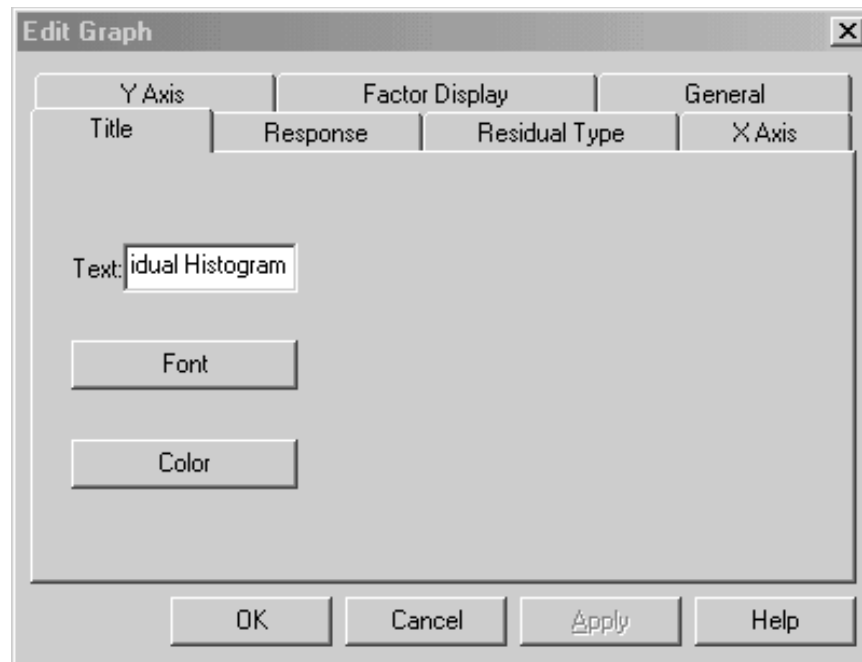 Edit Graph
Y Axis Factor Display General
Title Response Residual Type X Axis
Text: idual Histogram
Font
Color
OK Cancel Apply Help